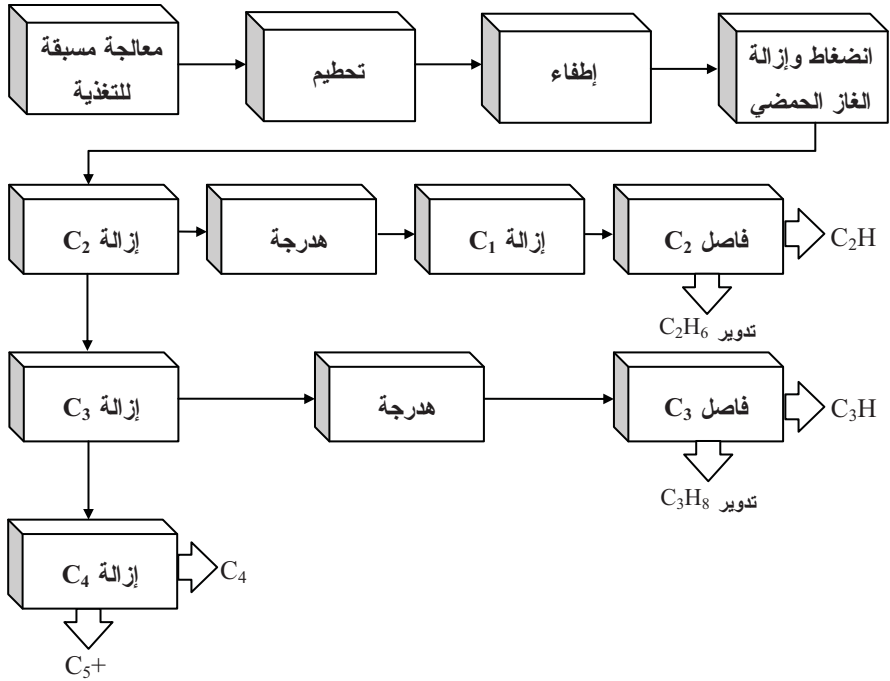 معالجة مسبقة
للتغذية
تحطيم
إطفاء
انضغاط وإزالة
الغاز الحمضي
إزالة C₂
هدرجة
إزالة C₁
فاصل C₂
C₂H
تدوير C₂H₆
إزالة C₃
هدرجة
فاصل C₃
C₃H
تدوير C₃H₈
إزالة C₄
C₄
C₅+